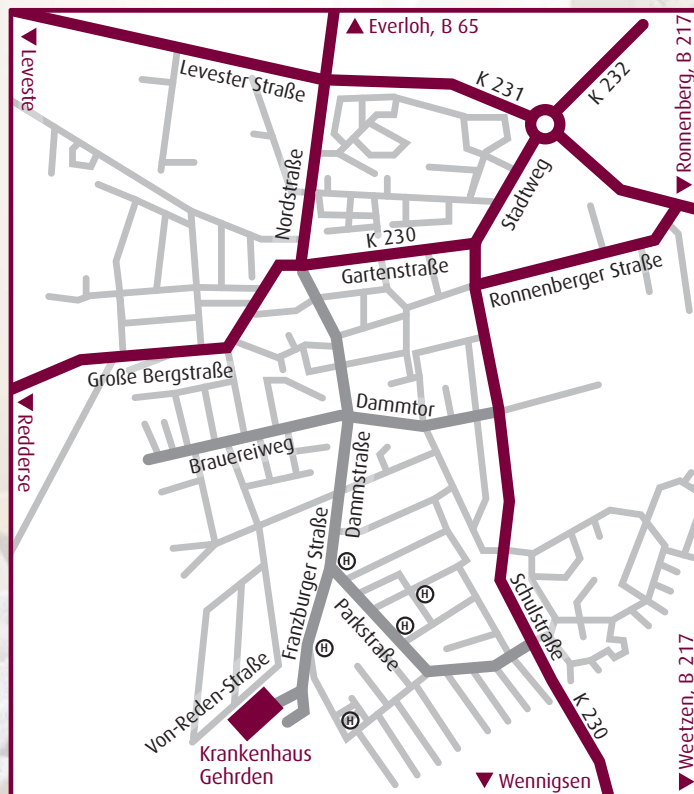 Everloh, B 65
Leveste
Levester Straße
K 231
K 232
Ronnenberg, B 217
Nordstraße
Stadtweg
K 230
Gartenstraße
Ronnenberger Straße
Große Bergstraße
Redderse
Dammtor
Brauereiweg
Dammstraße
Franzburger Straße
H
H
H
H
H
Parkstraße
Schulstraße
Von-Reden-Straße
K 230
Krankenhaus
Gehrden
Wennigsen
Weetzen, B 217